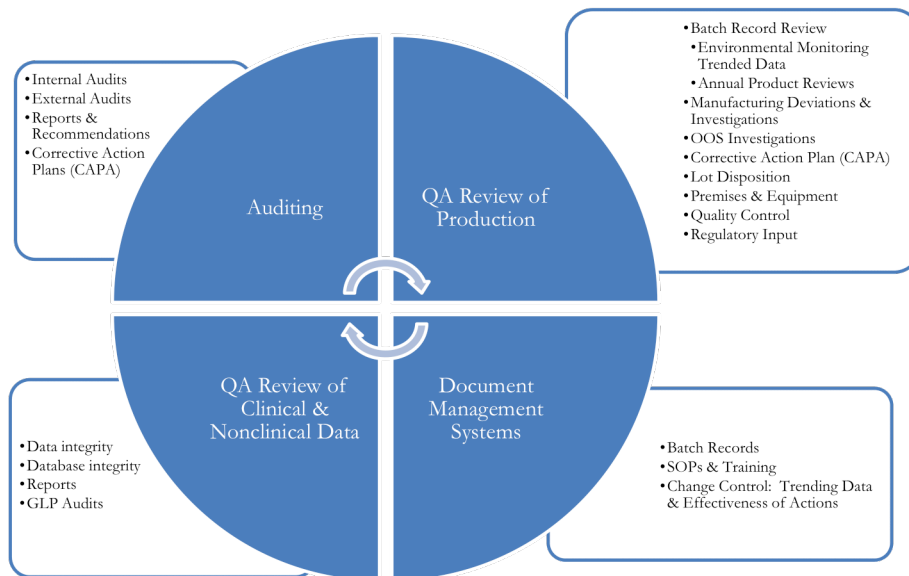 •Internal Audits
•External Audits
•Reports &
Recommendations
•Corrective Action
Plans (CAPA)
Auditing
QA Review of
Production
•Batch Record Review
•Environmental Monitoring
Trended Data
•Annual Product Reviews
•Manufacturing Deviations &
Investigations
•OOS Investigations
•Corrective Action Plan (CAPA)
•Lot Disposition
•Premises & Equipment
•Quality Control
•Regulatory Input
•Data integrity
•Database integrity
•Reports
•GLP Audits
QA Review of
Clinical &
Nonclinical Data
Document
Management
Systems
•Batch Records
•SOPs & Training
•Change Control:  Trending Data
& Effectiveness of Actions